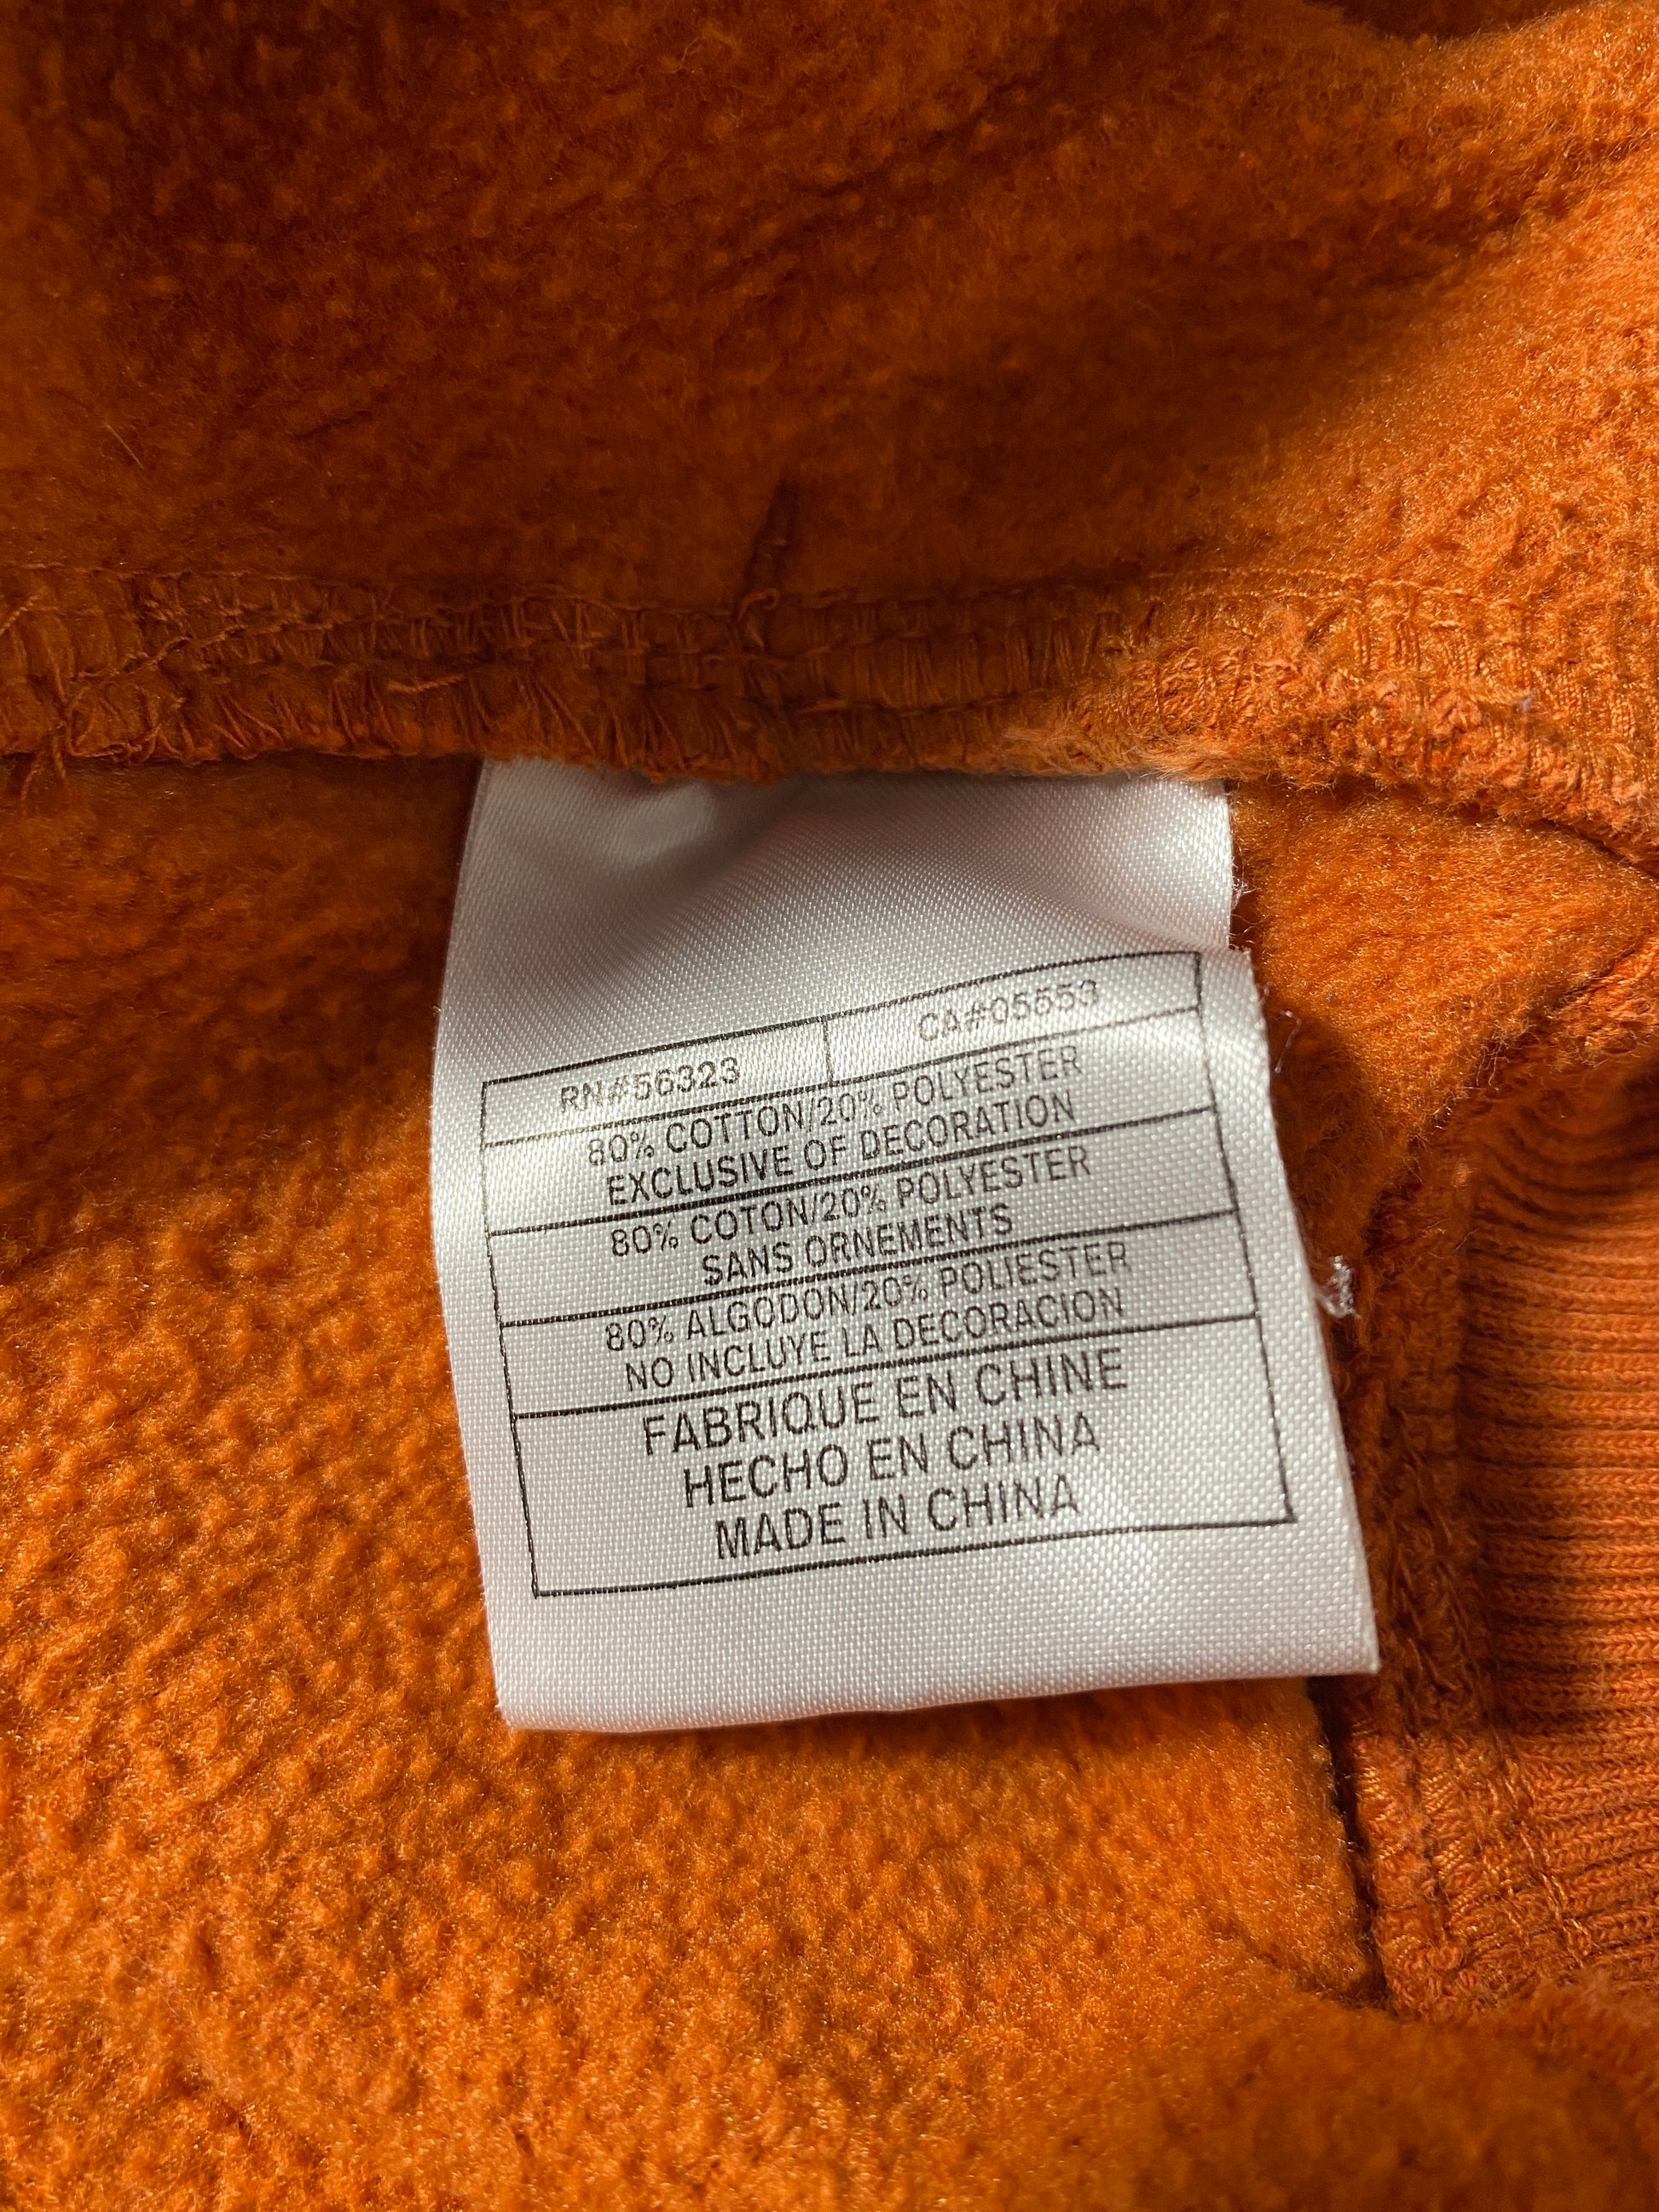 RN#56323 CA#05553
80% COTTON/20% POLYESTER
EXCLUSIVE OF DECORATION
80% COTON/20% POLYESTER
SANS ORNEMENTS
80% ALGODON/20% POLIESTER
NO INCLUYE LA DECORACION
FABRIQUE EN CHINE
HECHO EN CHINA
MADE IN CHINA